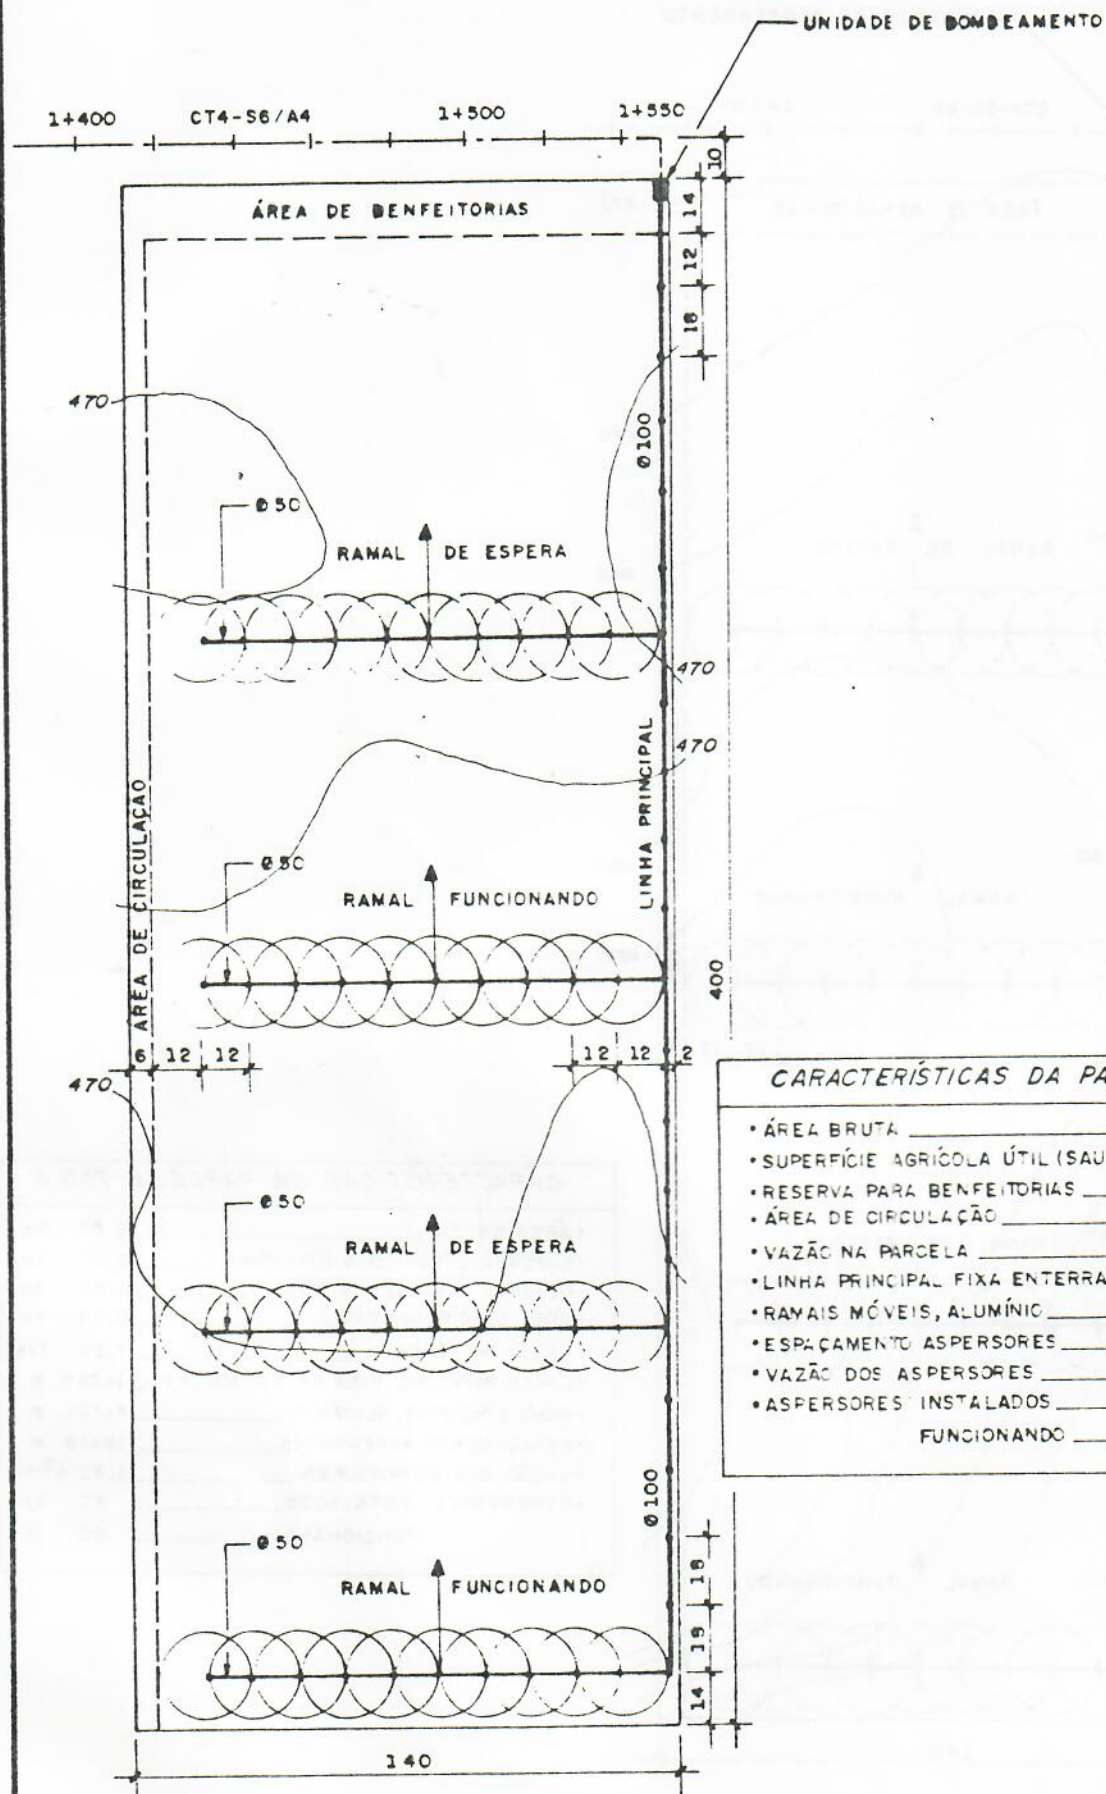 UNIDADE DE BOMBEAMENTO
1+400 CT4-S6/A4 1+500 1+550
10
ÁREA DE BENFEITORIAS
14
12
18
470
Ø100
Ø50
RAMAL DE ESPERA
470
LINHA PRINCIPAL
470
ÁREA DE CIRCULAÇÃO
Ø50
RAMAL FUNCIONANDO
400
6 12 12 12 12 2
470
CARACTERÍSTICAS DA PA
• ÁREA BRUTA
• SUPERFÍCIE AGRÍCOLA ÚTIL (SAU
• RESERVA PARA BENFEITORIAS
• ÁREA DE CIRCULAÇÃO
• VAZÃO NA PARCELA
• LINHA PRINCIPAL FIXA ENTERRA
• RAMAIS MÓVEIS, ALUMÍNIO
• ESPAÇAMENTO ASPERSORES
• VAZÃO DOS ASPERSORES
• ASPERSORES INSTALADOS
FUNCIONANDO
Ø50
RAMAL DE ESPERA
Ø100
Ø50
RAMAL FUNCIONANDO
18
18
14
140